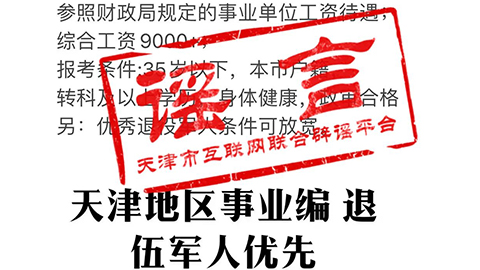 参照财政局规定的事业单位工资待遇，
综合工资9000+，
报考条件:35岁以下，本市户籍
转科及以上学历，身体健康，政审合格
另：优秀退役军人条件可放宽
谣言
天津市互联网联合辟谣平台
天津地区事业编 退
伍军人优先